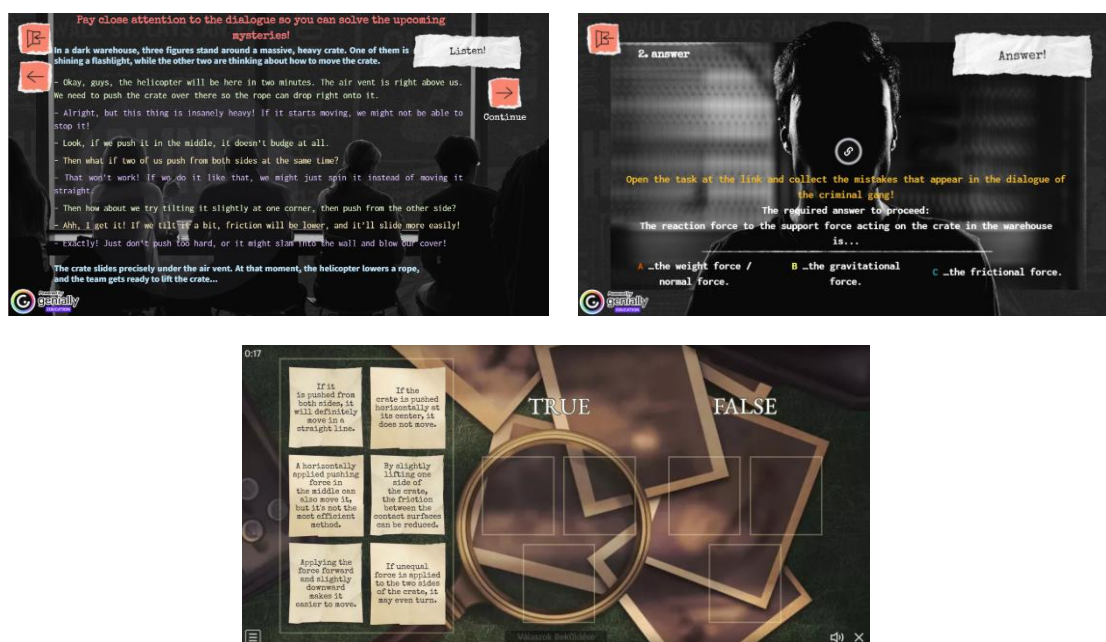 Pay close attention to the dialogue so you can solve the upcoming
mysteries!
In a dark warehouse, three figures stand around a massive, heavy crate. One of them is
shining a flashlight, while the other two are thinking about how to move the crate.
Listen!
– Okay, guys, the helicopter will be here in two minutes. The air vent is right above us.
We need to push the crate over there so the rope can drop right onto it.
– Alright, but this thing is insanely heavy! If it starts moving, we might not be able to
stop it!
Continue
– Look, if we push it in the middle, it doesn't budge at all.
– Then what if two of us push from both sides at the same time?
– That won't work! If we do it like that, we might just spin it instead of moving it
straight.
– Then how about we try tilting it slightly at one corner, then push from the other side?
– Ahh, I get it! If we tilt it a bit, friction will be lower, and it'll slide more easily!
– Exactly! Just don't push too hard, or it might slam into the wall and blow our cover!
The crate slides precisely under the air vent. At that moment, the helicopter lowers a rope,
and the team gets ready to lift the crate...
Powered by
genially
EDUCATION
2. answer
Answer!
Open the task at the link and collect the mistakes that appear in the dialogue of
the criminal gang!
The required answer to proceed:
The reaction force to the support force acting on the crate in the warehouse
is...
A …the weight force /
normal force.
B …the gravitational
force.
C …the frictional force.
Powered by
genially
EDUCATION
0:17
If it
is pushed from
both sides, it
will definitely
move in a
straight line.
If the
crate is pushed
horizontally at
its center, it
does not move.
TRUE
FALSE
A horizontally
applied pushing
force in
the middle can
also move it,
but it's not the
most efficient
method.
By slightly
lifting one
side of
the crate,
the friction
between the
contact surfaces
can be reduced.
Applying the
force forward
and slightly
downward
makes it
easier to move.
If unequal
force is applied
to the two sides
of the crate, it
may even turn.
Válaszok Beküldése